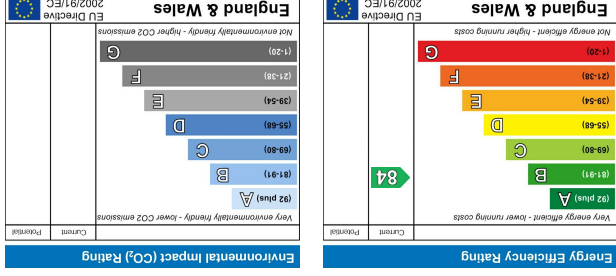 Energy Efficiency Rating
Current Potential
Very energy efficient - lower running costs
(92 plus) A
(81-91) B
84
(69-80) C
(55-68) D
(39-54) E
(21-38) F
(1-20) G
Not energy efficient - higher running costs
England & Wales
EU Directive
2002/91/EC
Environmental Impact (CO2) Rating
Current Potential
Very environmentally friendly - lower CO2 emissions
(92 plus) A
(81-91) B
(69-80) C
(55-68) D
(39-54) E
(21-38) F
(1-20) G
Not environmentally friendly - higher CO2 emissions
England & Wales
EU Directive
2002/91/EC